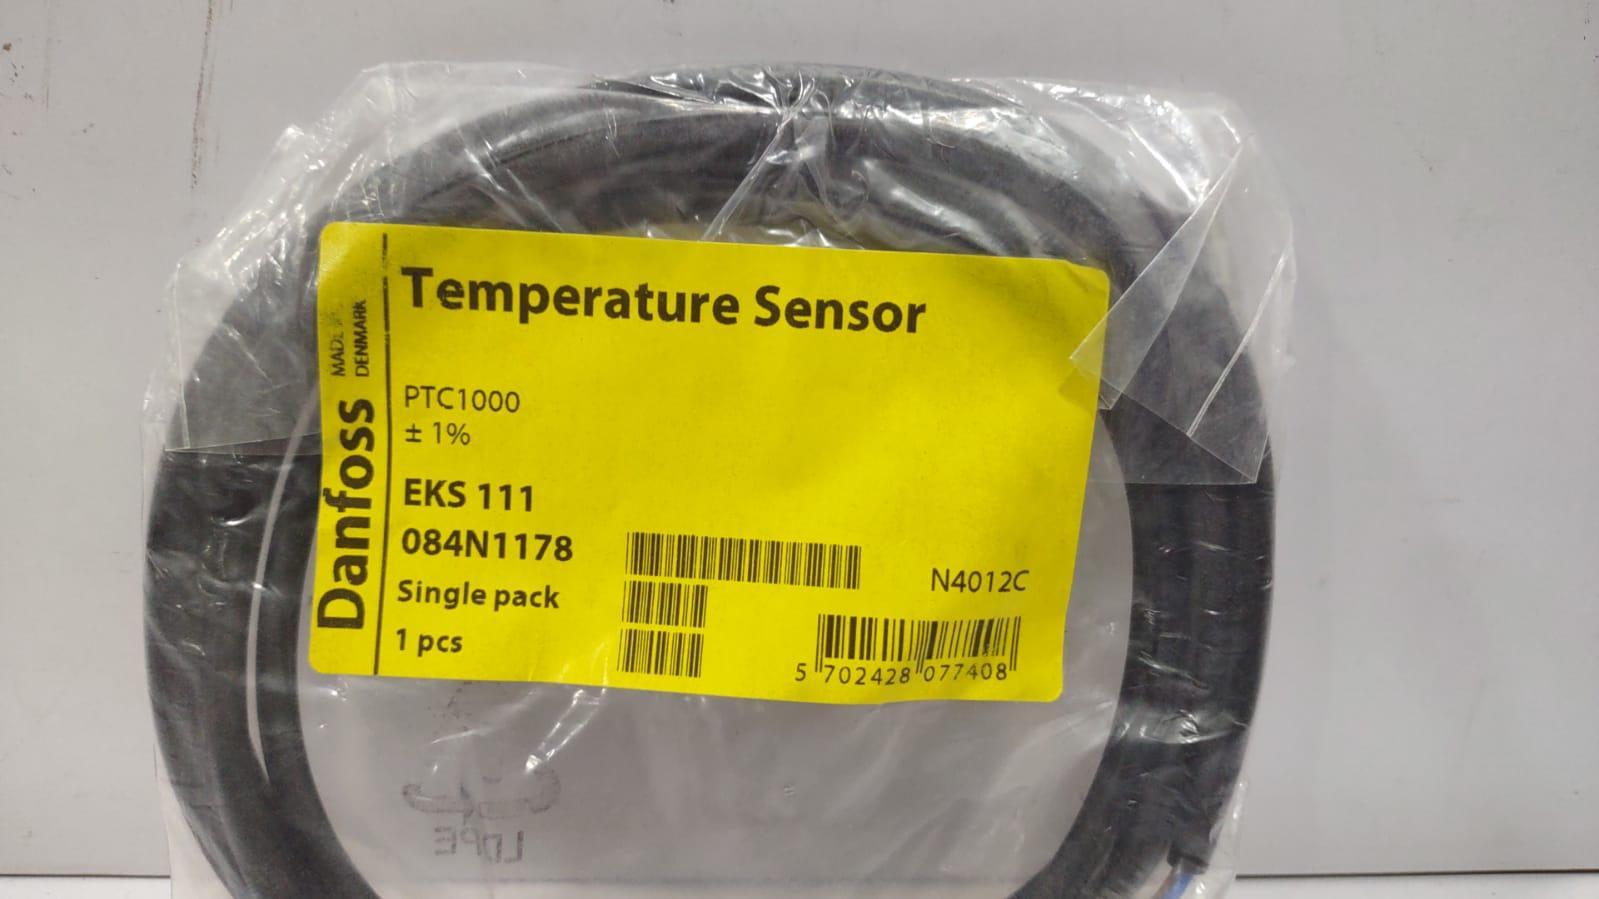 Temperature Sensor
MADE IN
DENMARK
Danfoss
PTC1000
± 1%
EKS 111
084N1178
Single pack
1 pcs
N4012C
5 702428 077408
LDPE